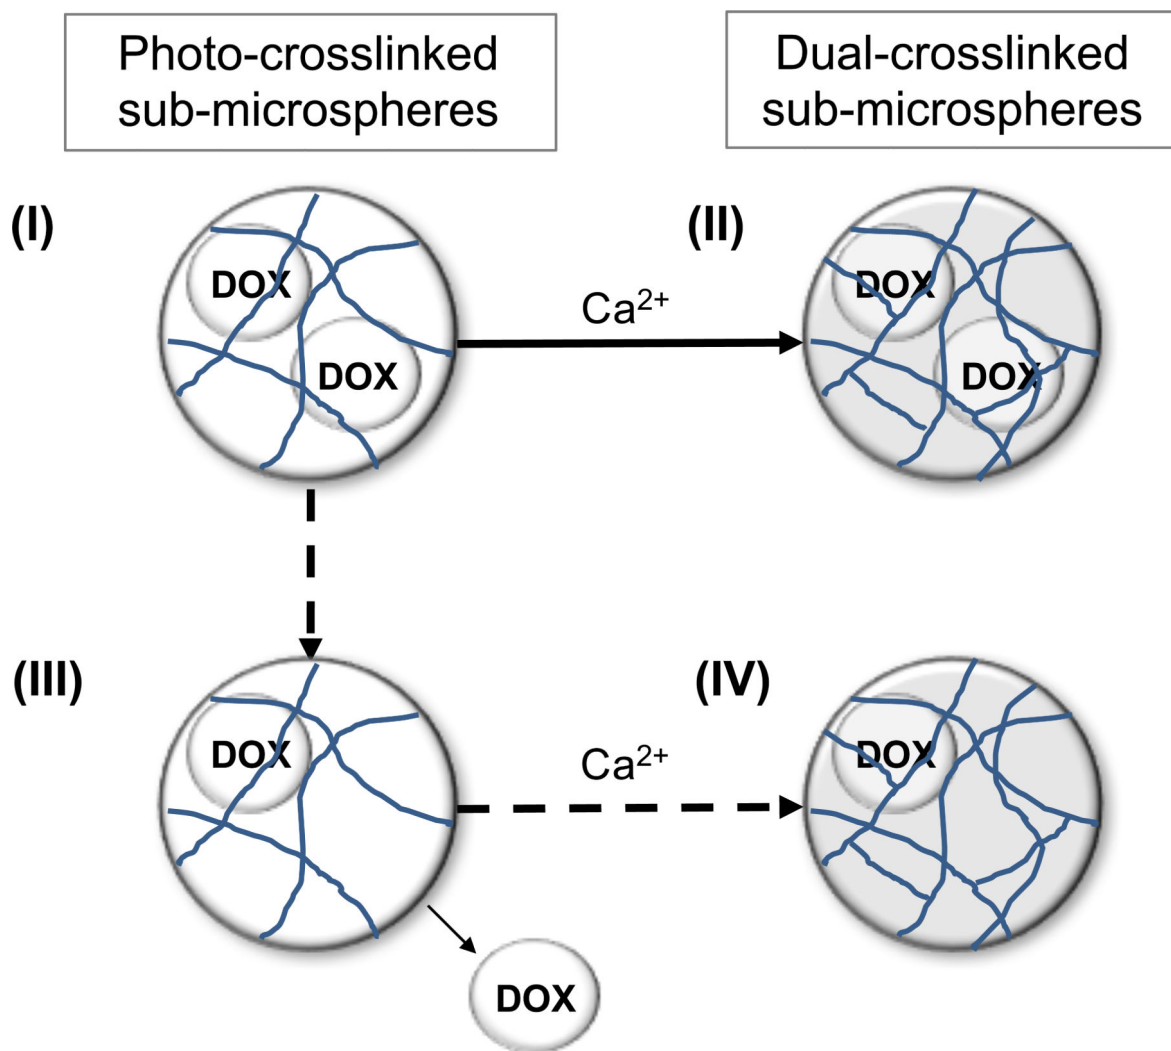 Photo-crosslinked
sub-microspheres
Dual-crosslinked
sub-microspheres
(I)
DOX
DOX
Ca²⁺
(II)
DOX
DOX
(III)
DOX
DOX
Ca²⁺
(IV)
DOX